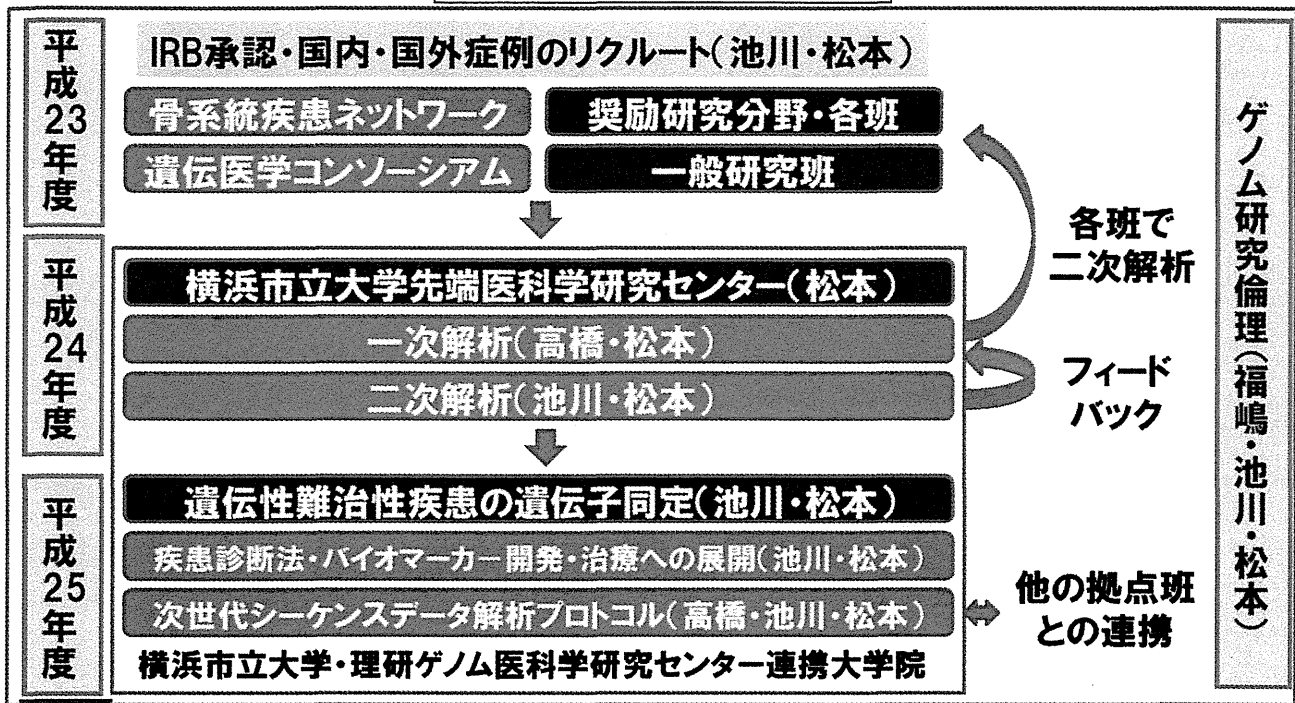 平成23年度
IRB承認・国内・国外症例のリクルート(池川・松本)
骨系統疾患ネットワーク
奨励研究分野・各班
遺伝医学コンソーシアム
一般研究班
平成24年度
横浜市立大学先端医科学研究センター(松本)
一次解析(高橋・松本)
二次解析(池川・松本)
各班で
二次解析
フィード
バック
平成25年度
遺伝性難治性疾患の遺伝子同定(池川・松本)
疾患診断法・バイオマーカー開発・治療への展開(池川・松本)
次世代シーケンスデータ解析プロトコル(高橋・池川・松本)
横浜市立大学・理研ゲノム医科学研究センター連携大学院
他の拠点班
との連携
ゲノム研究倫理(福嶋・池川・松本)